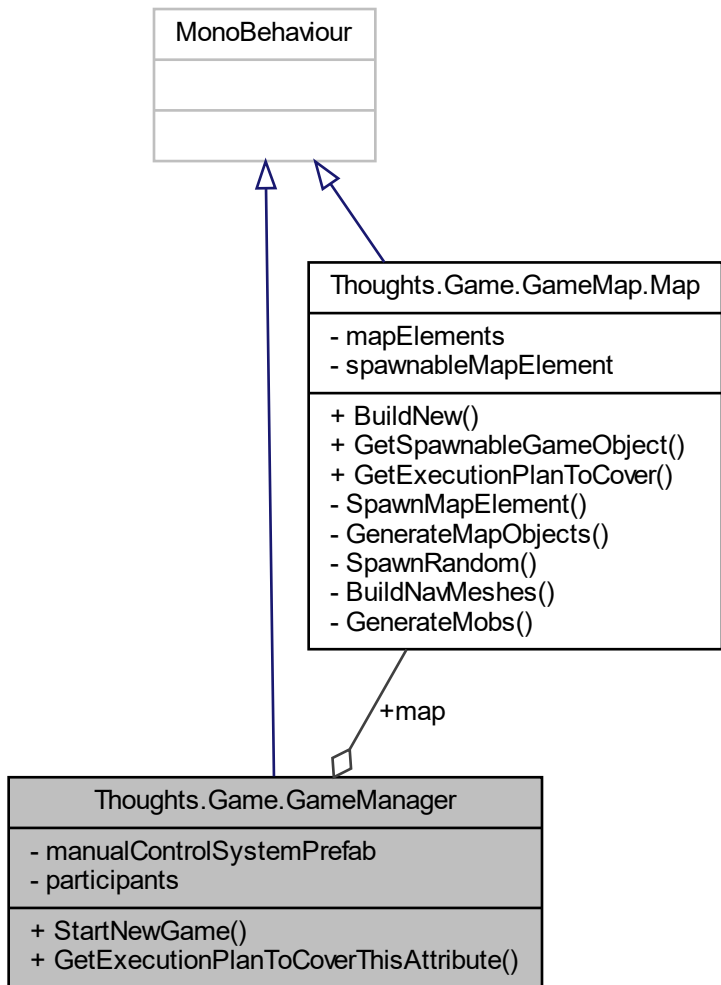 MonoBehaviour
Thoughts.Game.GameMap.Map
- mapElements
- spawnableMapElement
+ BuildNew()
+ GetSpawnableGameObject()
+ GetExecutionPlanToCover()
- SpawnMapElement()
- GenerateMapObjects()
- SpawnRandom()
- BuildNavMeshes()
- GenerateMobs()
+map
Thoughts.Game.GameManager
- manualControlSystemPrefab
- participants
+ StartNewGame()
+ GetExecutionPlanToCoverThisAttribute()